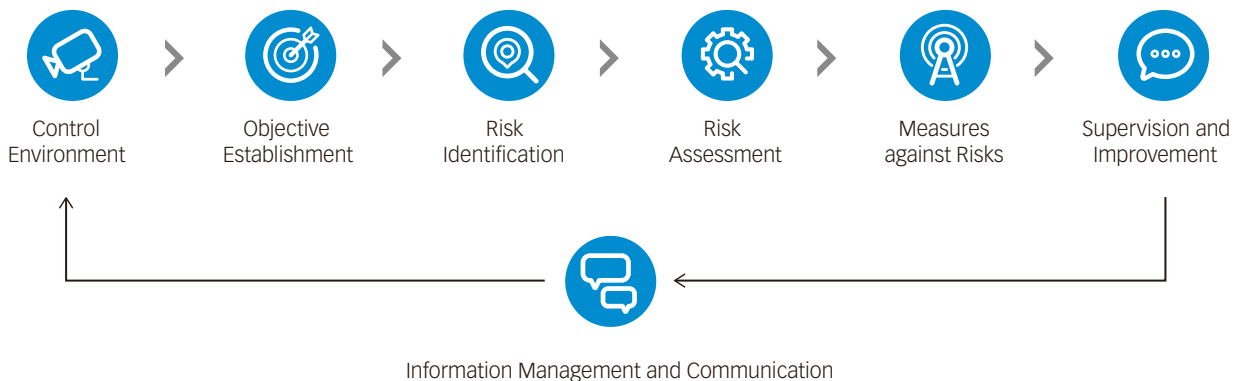 Control
Environment
Objective
Establishment
Risk
Identification
Risk
Assessment
Measures
against Risks
Supervision and
Improvement
Information Management and Communication